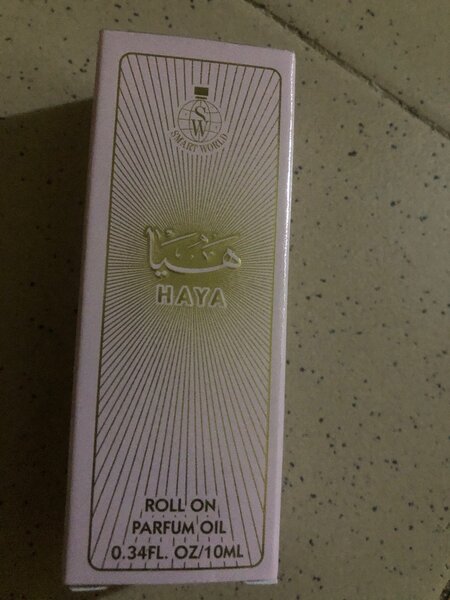 SW
SMART WORLD
هيا
HAYA
ROLL ON
PARFUM OIL
0.34FL. OZ/10ML